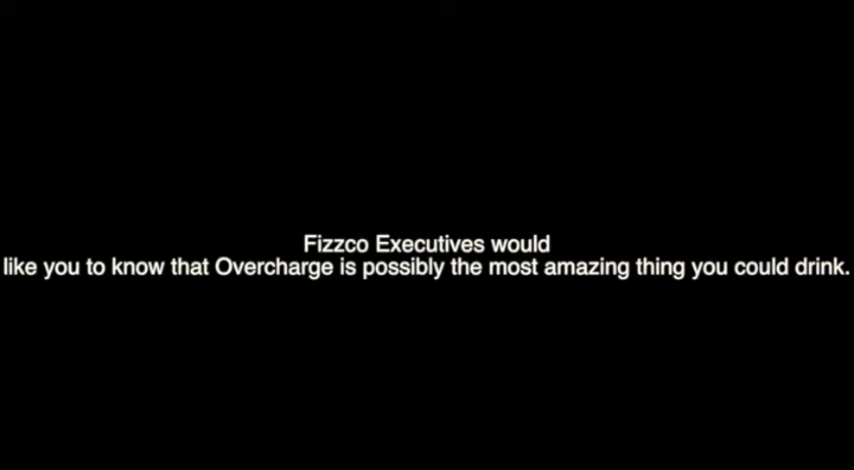 Fizzco Executives would
like you to know that Overcharge is possibly the most amazing thing you could drink.